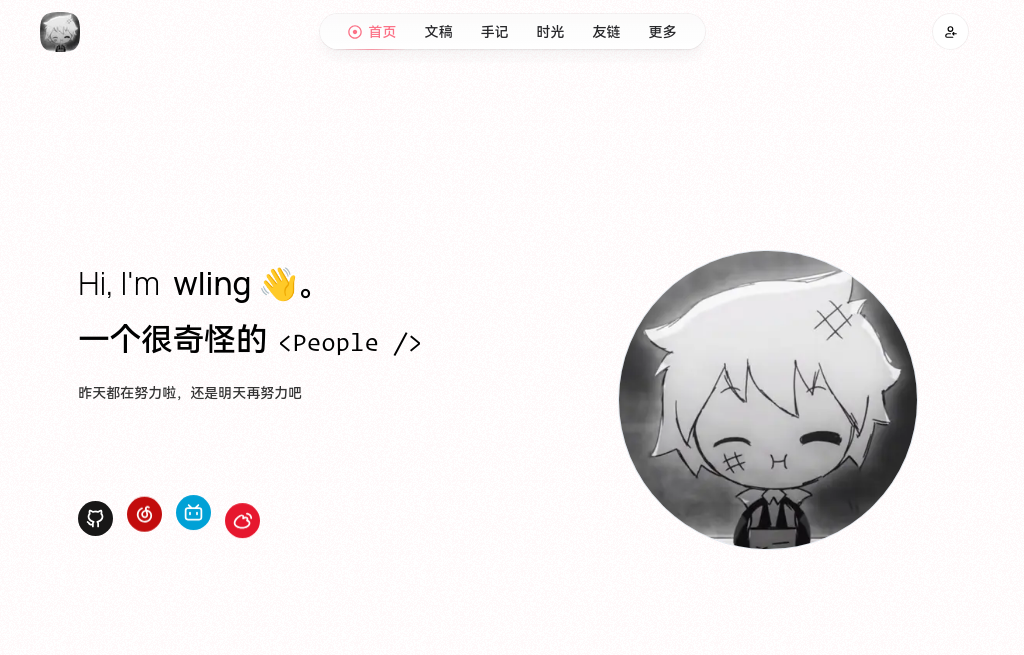 首页 文稿 手记 时光 友链 更多
Hi, I'm wling 👋。
一个很奇怪的 <People />
昨天都在努力啦，还是明天再努力吧